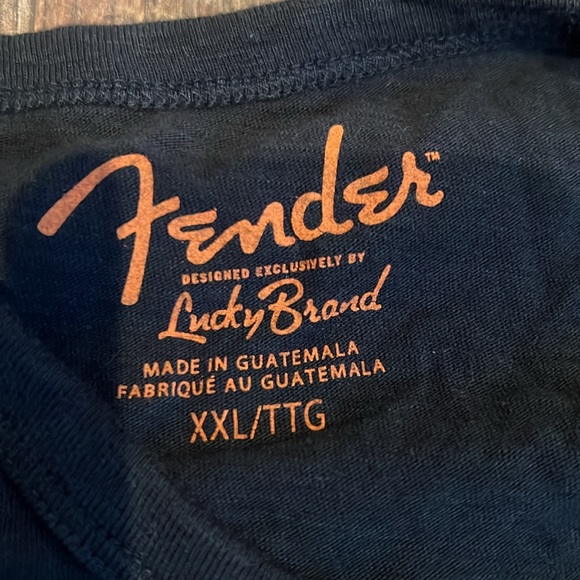 Fender™
DESIGNED EXCLUSIVELY BY
Lucky Brand
MADE IN GUATEMALA
FABRIQUÉ AU GUATEMALA
XXL/TTG